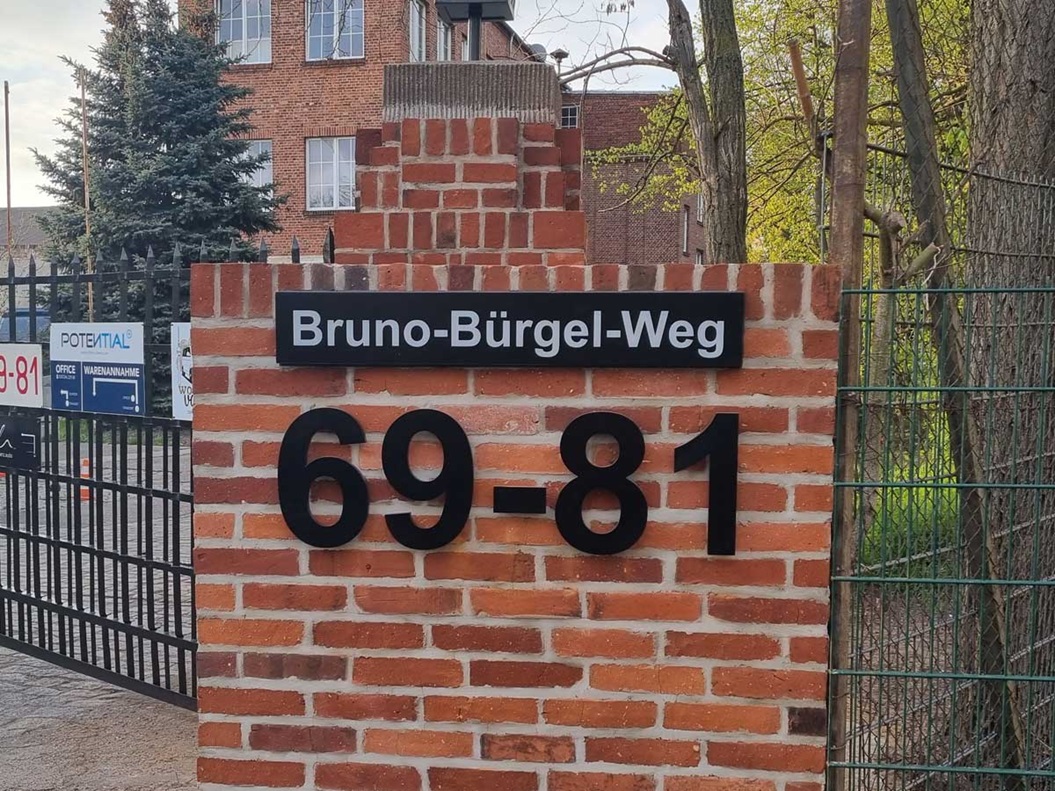 Bruno-Bürgel-Weg
69-81
9-81
POTENTIAL
OFFICE
WARENANNAHME